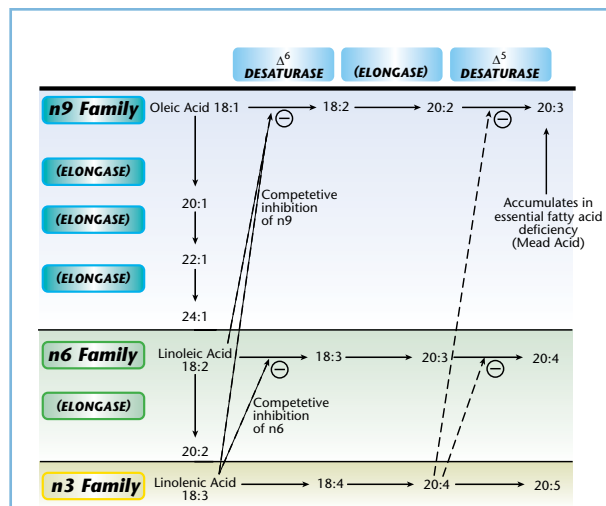 Δ6
DESATURASE
(ELONGASE)
Δ5
DESATURASE
n9 Family
Oleic Acid 18:1
18:2
20:2
20:3
(ELONGASE)
(ELONGASE)
(ELONGASE)
20:1
22:1
24:1
Competetive
inhibition
of n9
Accumulates in
essential fatty acid
deficiency
(Mead Acid)
n6 Family
Linoleic Acid
18:2
18:3
20:3
20:4
(ELONGASE)
20:2
Competetive
inhibition
of n6
n3 Family
Linolenic Acid
18:3
18:4
20:4
20:5